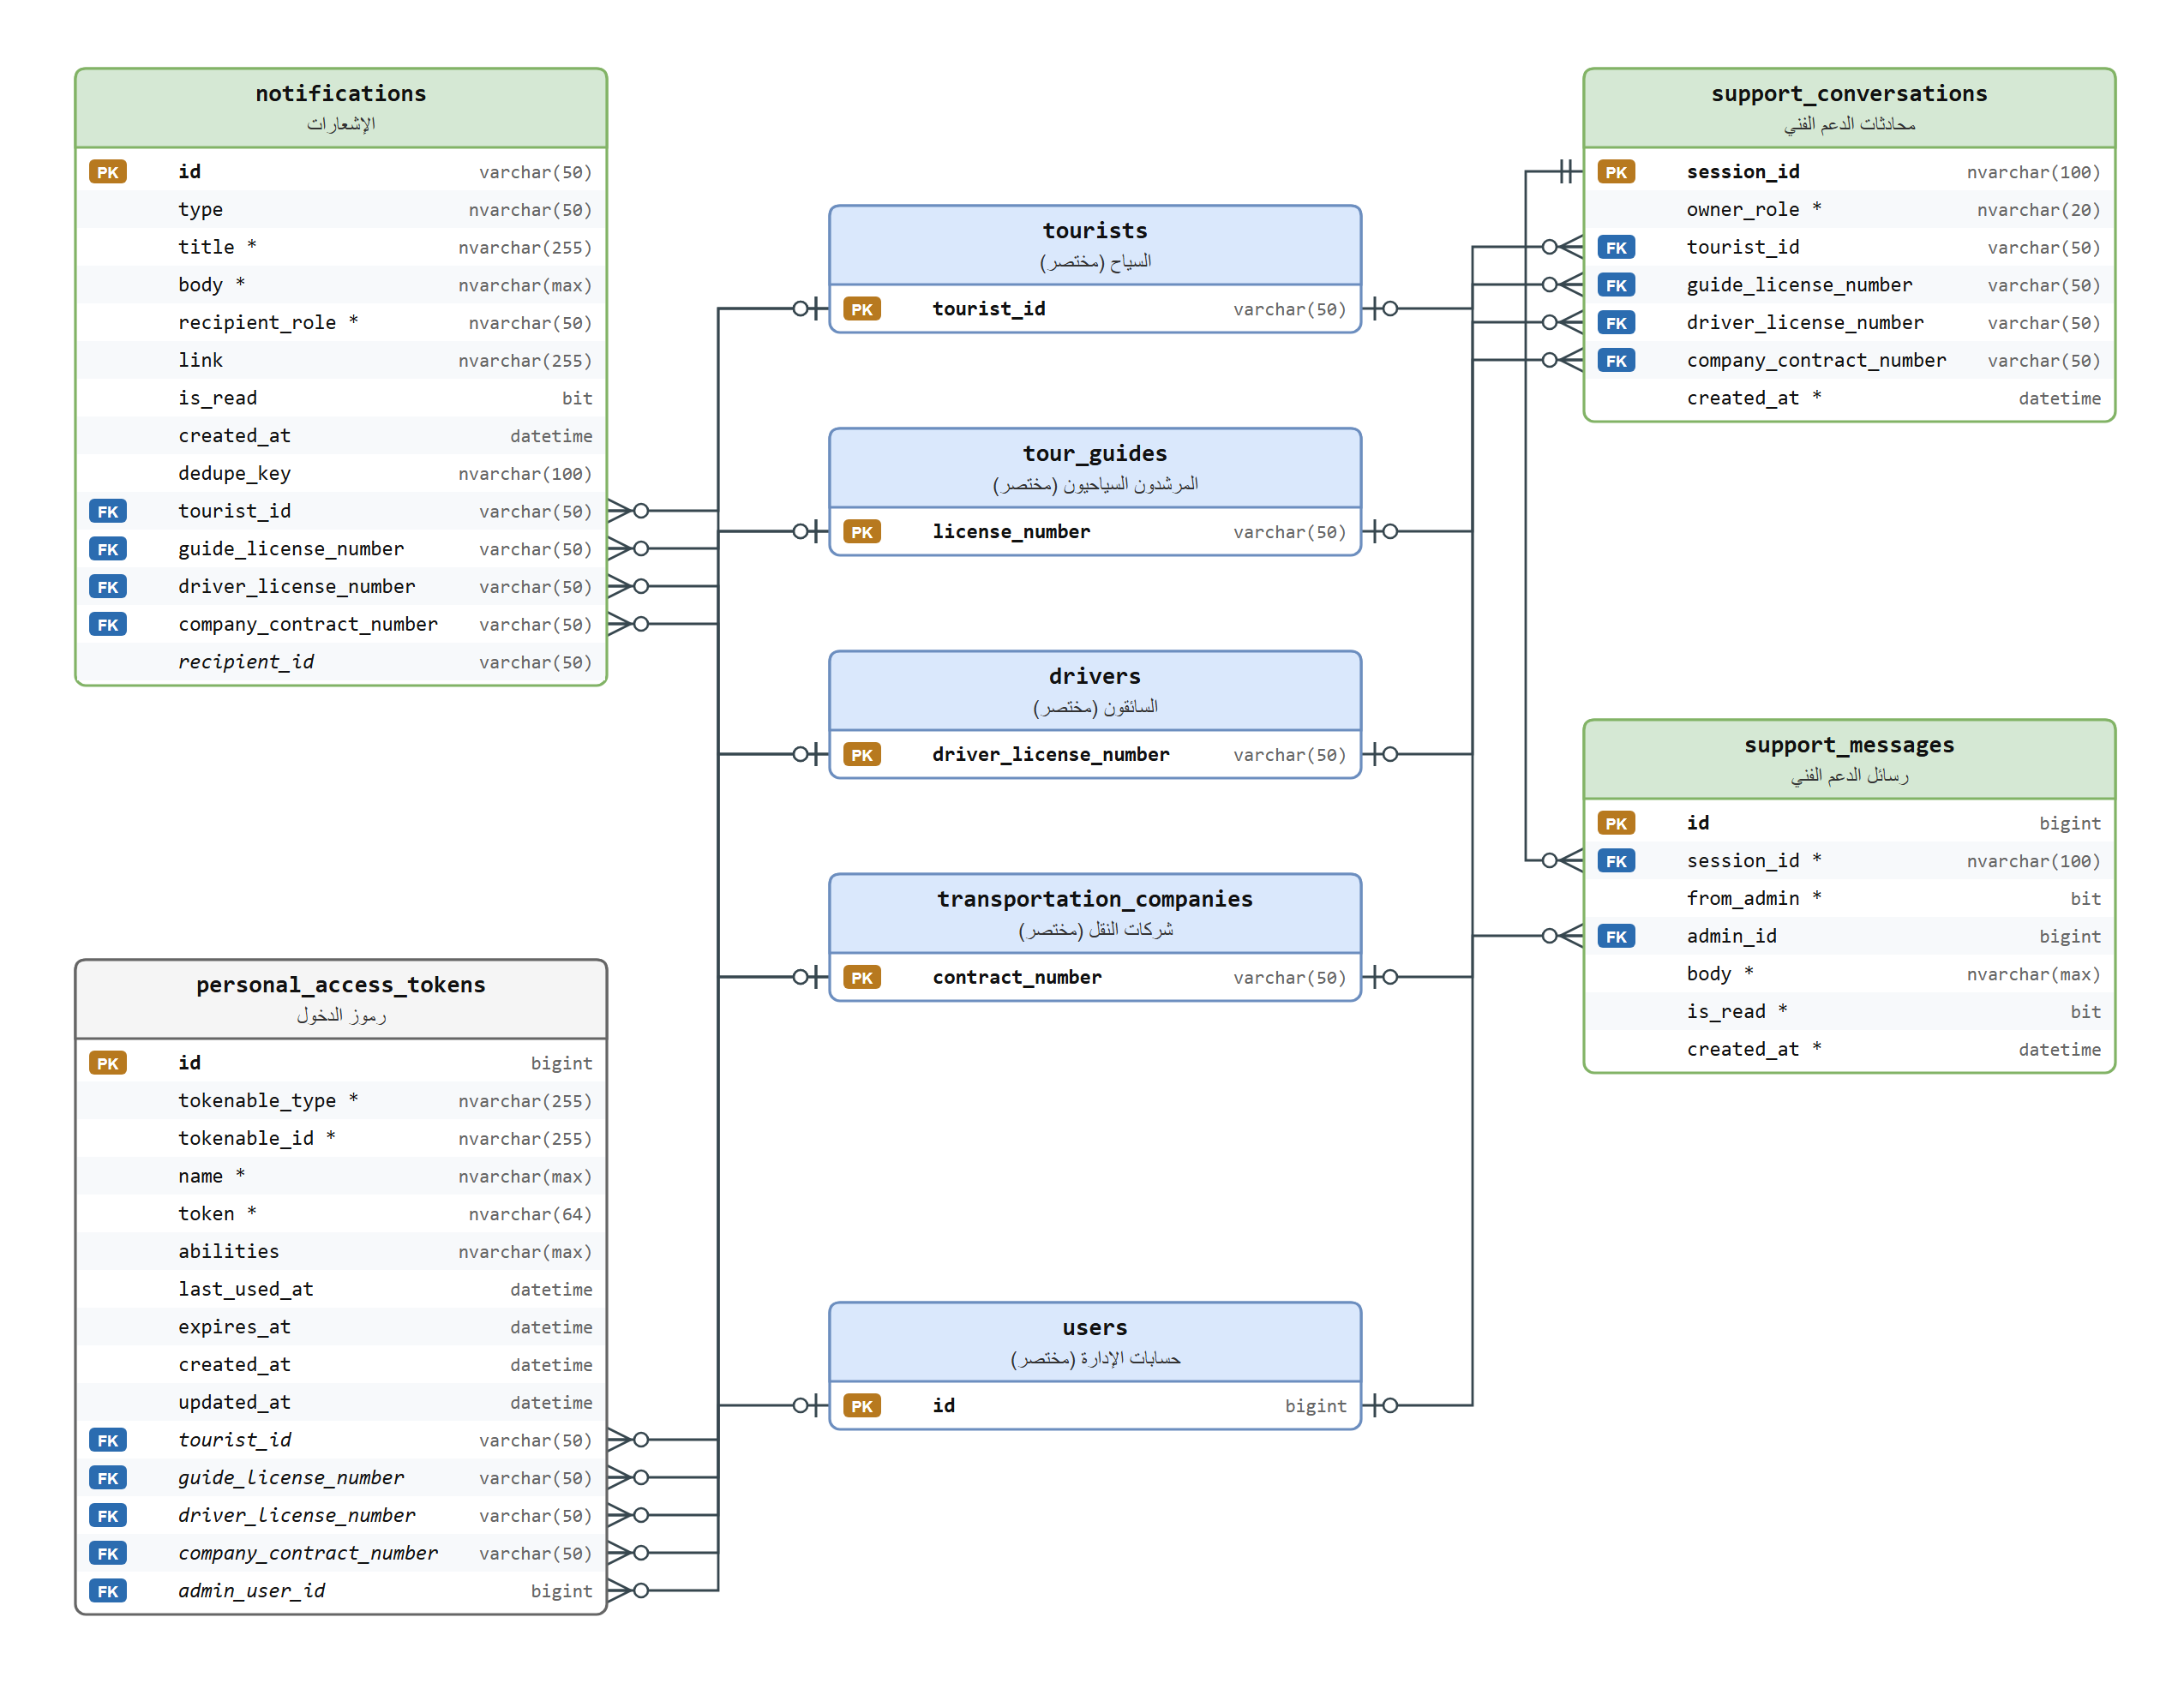 notifications
الإشعارات
PK id varchar(50)
type nvarchar(50)
title * nvarchar(255)
body * nvarchar(max)
recipient_role * nvarchar(50)
link nvarchar(255)
is_read bit
created_at datetime
dedupe_key nvarchar(100)
FK tourist_id varchar(50)
FK guide_license_number varchar(50)
FK driver_license_number varchar(50)
FK company_contract_number varchar(50)
recipient_id varchar(50)
personal_access_tokens
رموز الدخول
PK id bigint
tokenable_type * nvarchar(255)
tokenable_id * nvarchar(255)
name * nvarchar(max)
token * nvarchar(64)
abilities nvarchar(max)
last_used_at datetime
expires_at datetime
created_at datetime
updated_at datetime
FK tourist_id varchar(50)
FK guide_license_number varchar(50)
FK driver_license_number varchar(50)
FK company_contract_number varchar(50)
FK admin_user_id bigint
tourists
السياح (مختصر)
PK tourist_id varchar(50)
tour_guides
المرشدون السياحيون (مختصر)
PK license_number varchar(50)
drivers
السائقون (مختصر)
PK driver_license_number varchar(50)
transportation_companies
شركات النقل (مختصر)
PK contract_number varchar(50)
users
حسابات الإدارة (مختصر)
PK id bigint
support_conversations
محادثات الدعم الفني
PK session_id nvarchar(100)
owner_role * nvarchar(20)
FK tourist_id varchar(50)
FK guide_license_number varchar(50)
FK driver_license_number varchar(50)
FK company_contract_number varchar(50)
created_at * datetime
support_messages
رسائل الدعم الفني
PK id bigint
FK session_id * nvarchar(100)
from_admin * bit
FK admin_id bigint
body * nvarchar(max)
is_read * bit
created_at * datetime